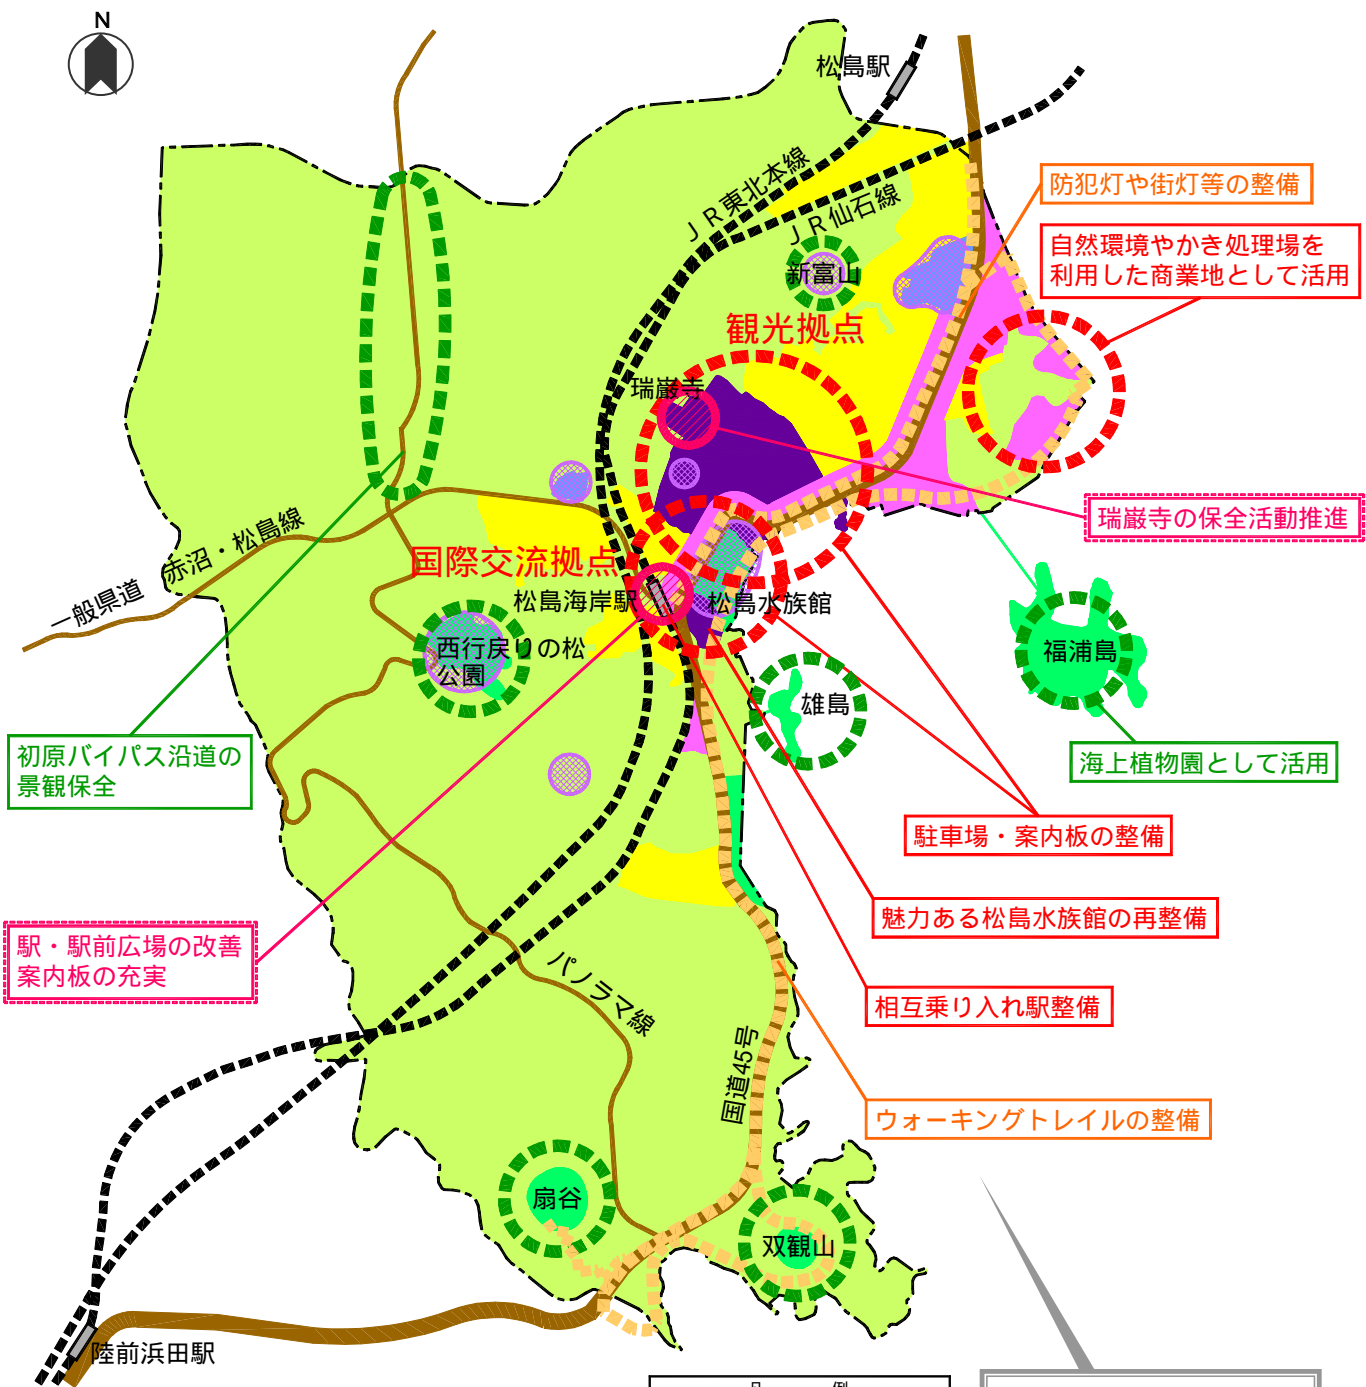 N
松島駅
ＪＲ東北本線
ＪＲ仙石線
防犯灯や街灯等の整備
自然環境やかき処理場を
利用した商業地として活用
新富山
観光拠点
瑞巌寺
瑞巌寺の保全活動推進
一般県道 赤沼・松島線
国際交流拠点
松島海岸駅
松島水族館
西行戻りの松
公園
雄島
福浦島
初原バイパス沿道の
景観保全
海上植物園として活用
駐車場・案内板の整備
魅力ある松島水族館の再整備
駅・駅前広場の改善
案内板の充実
相互乗り入れ駅整備
パノラマ線
国道45号
ウォーキングトレイルの整備
扇谷
双観山
陸前浜田駅